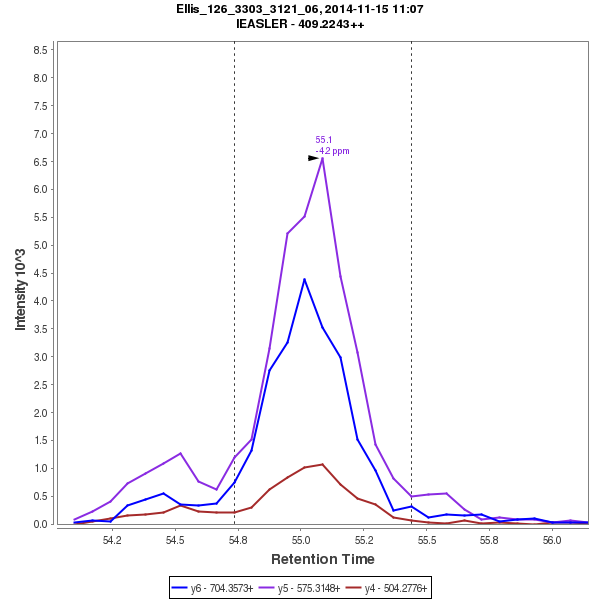 Ellis_126_3303_3121_06, 2014-11-15 11:07
IEASLER - 409.2243++
55.1
-4.2 ppm
Intensity 10^3
8.5
8.0
7.5
7.0
6.5
6.0
5.5
5.0
4.5
4.0
3.5
3.0
2.5
2.0
1.5
1.0
0.5
0.0
54.2 54.5 54.8 55.0 55.2 55.5 55.8 56.0
Retention Time
y6 - 704.3573+ y5 - 575.3148+ y4 - 504.2776+